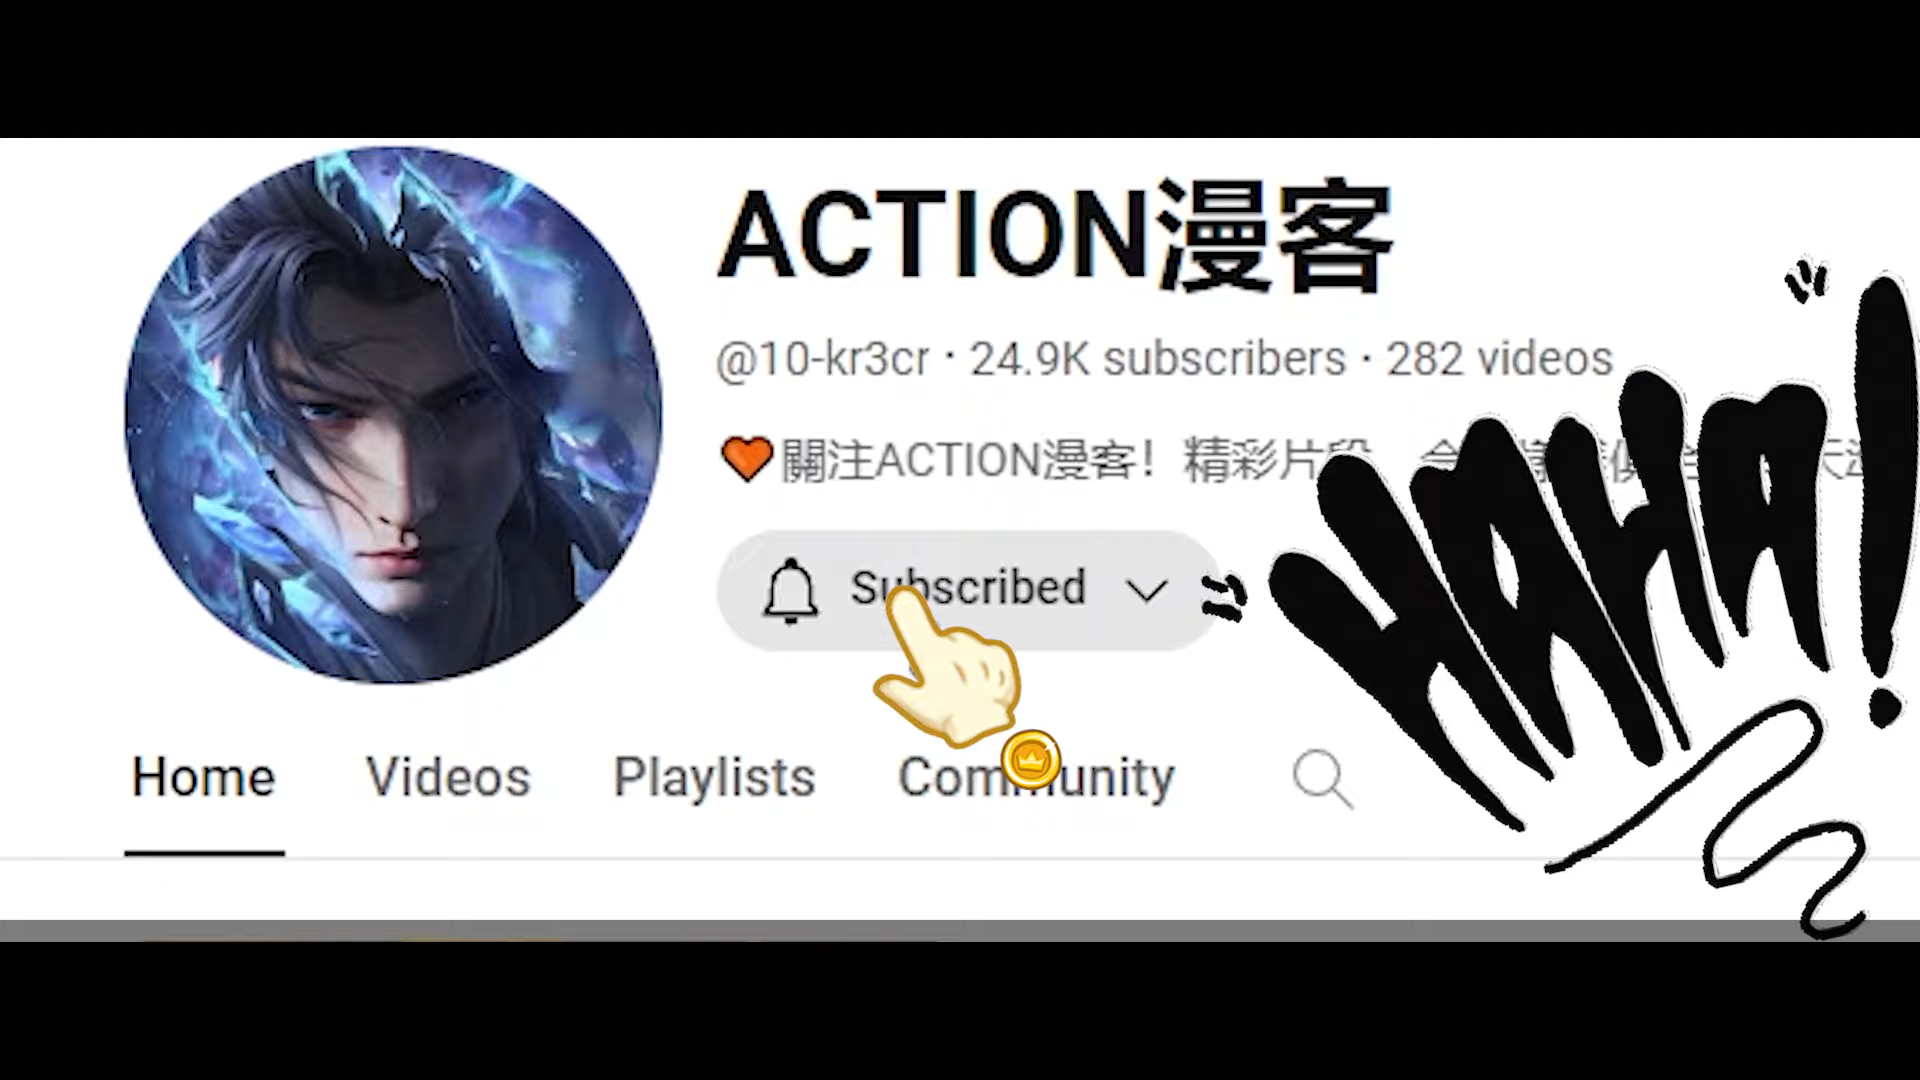 ACTION漫客
@10-kr3cr · 24.9K subscribers · 282 videos
關注ACTION漫客！精彩片段
Subscribed
Home Videos Playlists Community
HAHA!